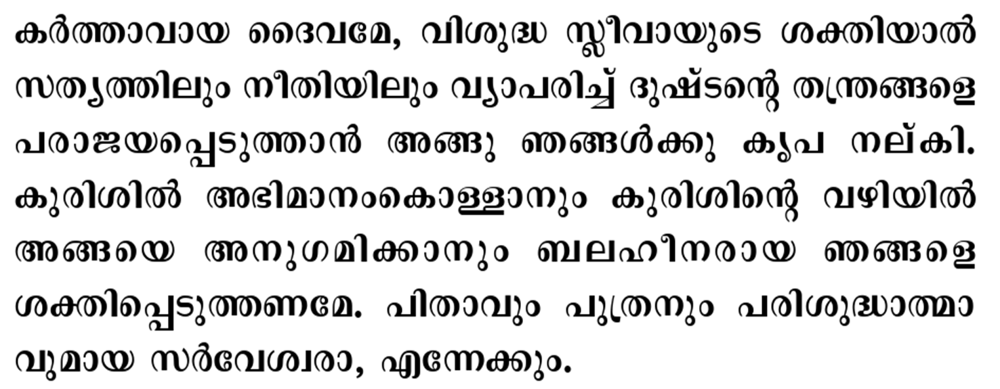 കർത്താവായ ദൈവമേ, വിശുദ്ധ സ്ലീവായുടെ ശക്തിയാൽ
സത്യത്തിലും നീതിയിലും വ്യാപരിച്ച് ദുഷ്ടന്റെ തന്ത്രങ്ങളെ
പരാജയപ്പെടുത്താൻ അങ്ങു ഞങ്ങൾക്കു കൃപ നല്കി.
കുരിശിൽ അഭിമാനംകൊള്ളാനും കുരിശിന്റെ വഴിയിൽ
അങ്ങയെ അനുഗമിക്കാനും ബലഹീനരായ ഞങ്ങളെ
ശക്തിപ്പെടുത്തണമേ. പിതാവും പുത്രനും പരിശുദ്ധാത്മാ
വുമായ സർവേശ്വരാ, എന്നേക്കും.